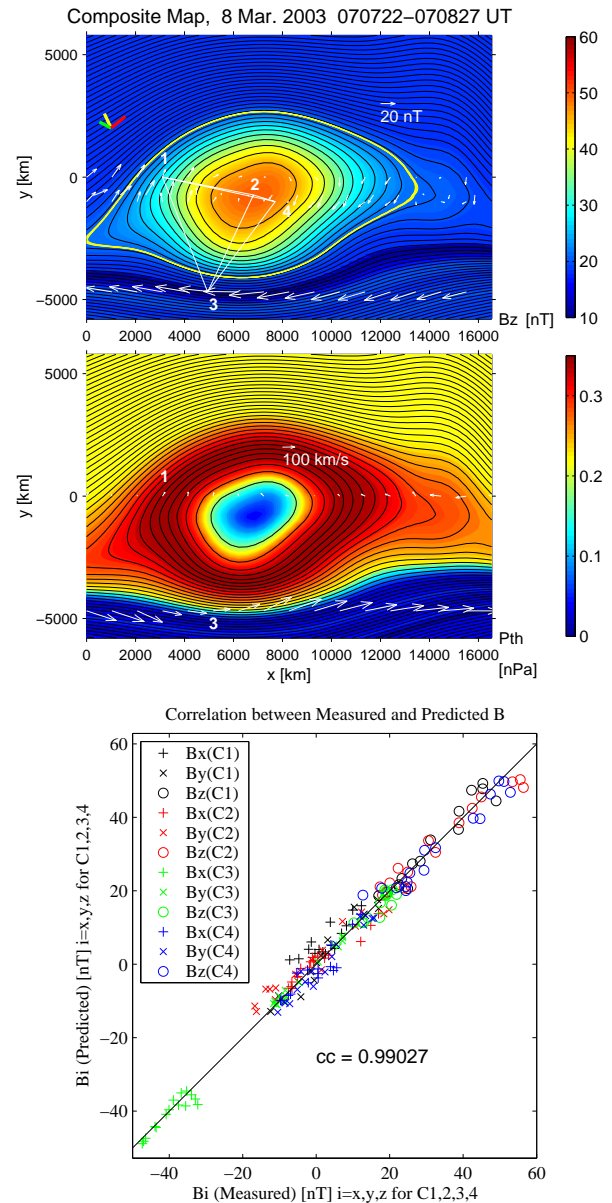 Composite Map, 8 Mar. 2003 070722−070827 UT
60
5000
20 nT
50
1
y [km]
0
2
40
4
30
20
−5000
3
10
0 2000 4000 6000 8000 10000 12000 14000 16000
Bz [nT]
5000
0.3
100 km/s
1
y [km]
0
0.2
0.1
−5000
3
0
0 2000 4000 6000 8000 10000 12000 14000 16000
Pth
x [km]
[nPa]
Correlation between Measured and Predicted B
60
Bx(C1)
By(C1)
Bz(C1)
Bx(C2)
By(C2)
Bz(C2)
Bx(C3)
By(C3)
Bz(C3)
Bx(C4)
By(C4)
Bz(C4)
40
20
0
−20
−40
Bi (Predicted) [nT] i=x,y,z for C1,2,3,4
cc = 0.99027
−40 −20 0 20 40 60
Bi (Measured) [nT] i=x,y,z for C1,2,3,4